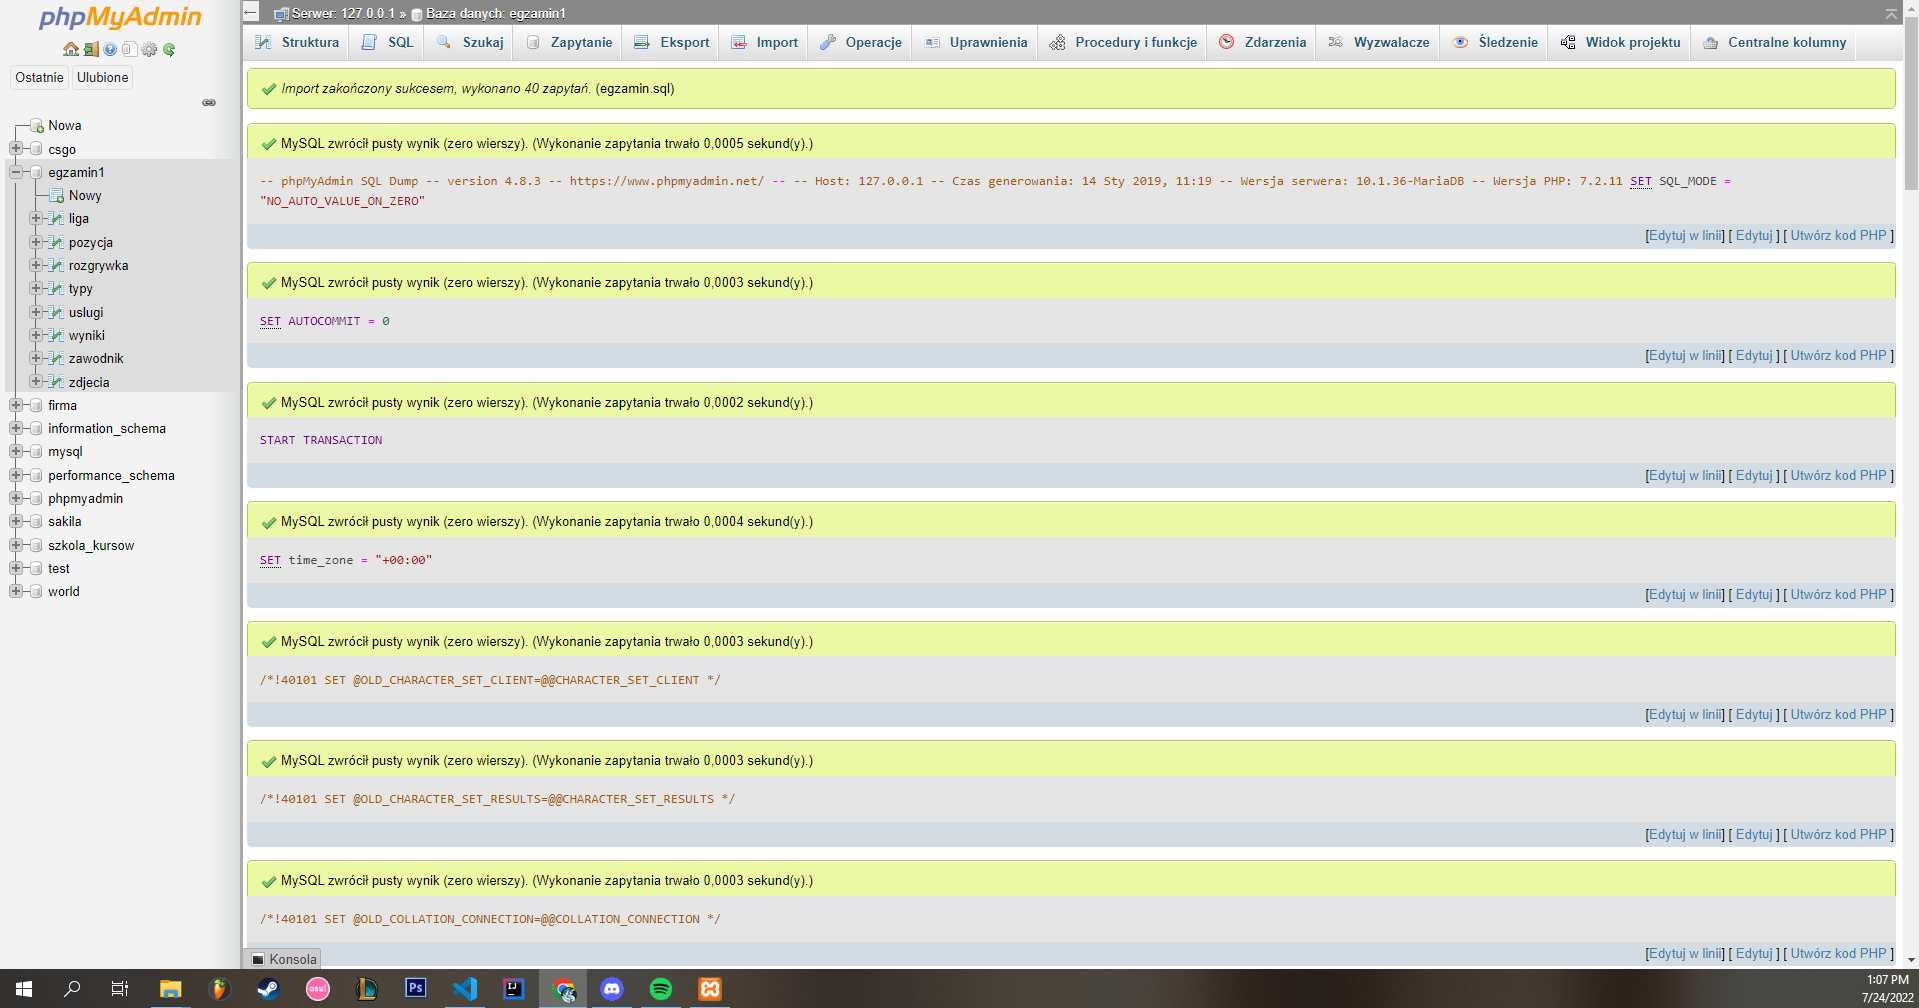 phpMyAdmin
Ostatnie Ulubione
Nowa
csgo
egzamin1
Nowy
liga
pozycja
rozgrywka
typy
uslugi
wyniki
zawodnik
zdjecia
firma
information_schema
mysql
performance_schema
phpmyadmin
sakila
szkola_kursow
test
world
Serwer: 127.0.0.1 » Baza danych: egzamin1
Struktura SQL Szukaj Zapytanie Eksport Import Operacje Uprawnienia Procedury i funkcje Zdarzenia Wyzwalacze Śledzenie Widok projektu Centralne kolumny
Import zakończony sukcesem, wykonano 40 zapytań. (egzamin.sql)
MySQL zwrócił pusty wynik (zero wierszy). (Wykonanie zapytania trwało 0,0005 sekund(y).)
-- phpMyAdmin SQL Dump -- version 4.8.3 -- https://www.phpmyadmin.net/ -- -- Host: 127.0.0.1 -- Czas generowania: 14 Sty 2019, 11:19 -- Wersja serwera: 10.1.36-MariaDB -- Wersja PHP: 7.2.11 SET SQL_MODE =
"NO_AUTO_VALUE_ON_ZERO"
[Edytuj w linii] [ Edytuj ] [ Utwórz kod PHP ]
MySQL zwrócił pusty wynik (zero wierszy). (Wykonanie zapytania trwało 0,0003 sekund(y).)
SET AUTOCOMMIT = 0
[Edytuj w linii] [ Edytuj ] [ Utwórz kod PHP ]
MySQL zwrócił pusty wynik (zero wierszy). (Wykonanie zapytania trwało 0,0002 sekund(y).)
START TRANSACTION
[Edytuj w linii] [ Edytuj ] [ Utwórz kod PHP ]
MySQL zwrócił pusty wynik (zero wierszy). (Wykonanie zapytania trwało 0,0004 sekund(y).)
SET time_zone = "+00:00"
[Edytuj w linii] [ Edytuj ] [ Utwórz kod PHP ]
MySQL zwrócił pusty wynik (zero wierszy). (Wykonanie zapytania trwało 0,0003 sekund(y).)
/*!40101 SET @OLD_CHARACTER_SET_CLIENT=@@CHARACTER_SET_CLIENT */
[Edytuj w linii] [ Edytuj ] [ Utwórz kod PHP ]
MySQL zwrócił pusty wynik (zero wierszy). (Wykonanie zapytania trwało 0,0003 sekund(y).)
/*!40101 SET @OLD_CHARACTER_SET_RESULTS=@@CHARACTER_SET_RESULTS */
[Edytuj w linii] [ Edytuj ] [ Utwórz kod PHP ]
MySQL zwrócił pusty wynik (zero wierszy). (Wykonanie zapytania trwało 0,0003 sekund(y).)
/*!40101 SET @OLD_COLLATION_CONNECTION=@@COLLATION_CONNECTION */
[Edytuj w linii] [ Edytuj ] [ Utwórz kod PHP ]
Konsola
osu!
Ps
IJ
1:07 PM
7/24/2022